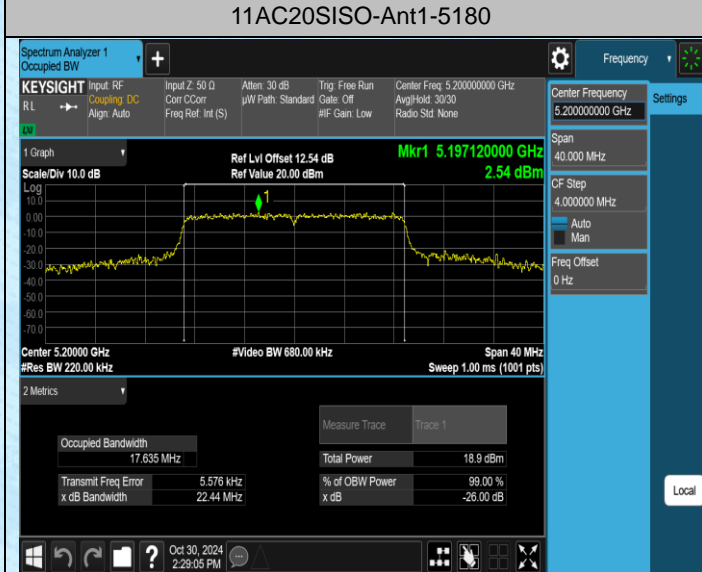 11AC20SISO-Ant1-5180
Spectrum Analyzer 1
Occupied BW
Frequency
KEYSIGHT
RL
Input: RF
Coupling: DC
Align: Auto
Input Z: 50 Ω
Corr CCorr
Freq Ref: Int (S)
Atten: 30 dB
µW Path: Standard
Trig: Free Run
Gate: Off
#IF Gain: Low
Center Freq: 5.200000000 GHz
Avg|Hold: 30/30
Radio Std: None
Center Frequency
5.200000000 GHz
Settings
Span
40.000 MHz
CF Step
4.000000 MHz
Auto
Man
Freq Offset
0 Hz
1 Graph
Scale/Div 10.0 dB
Ref Lvl Offset 12.54 dB
Ref Value 20.00 dBm
Mkr1 5.197120000 GHz
2.54 dBm
Log
10.0
0.00
-10.0
-20.0
-30.0
-40.0
-50.0
-60.0
-70.0
1
Center 5.20000 GHz
#Res BW 220.00 kHz
#Video BW 680.00 kHz
Span 40 MHz
Sweep 1.00 ms (1001 pts)
2 Metrics
Measure Trace
Trace 1
Occupied Bandwidth
17.635 MHz
Total Power
18.9 dBm
Transmit Freq Error
5.576 kHz
% of OBW Power
99.00 %
x dB Bandwidth
22.44 MHz
x dB
-26.00 dB
Local
Oct 30, 2024
2:29:05 PM